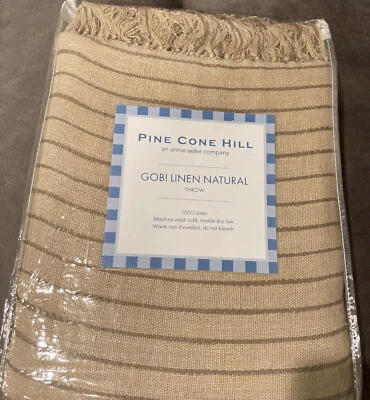 PINE CONE HILL
an annie selke company
GOBI LINEN NATURAL
THROW
100% Linen
Machine wash cold, tumble dry low
Warm iron if needed, do not bleach